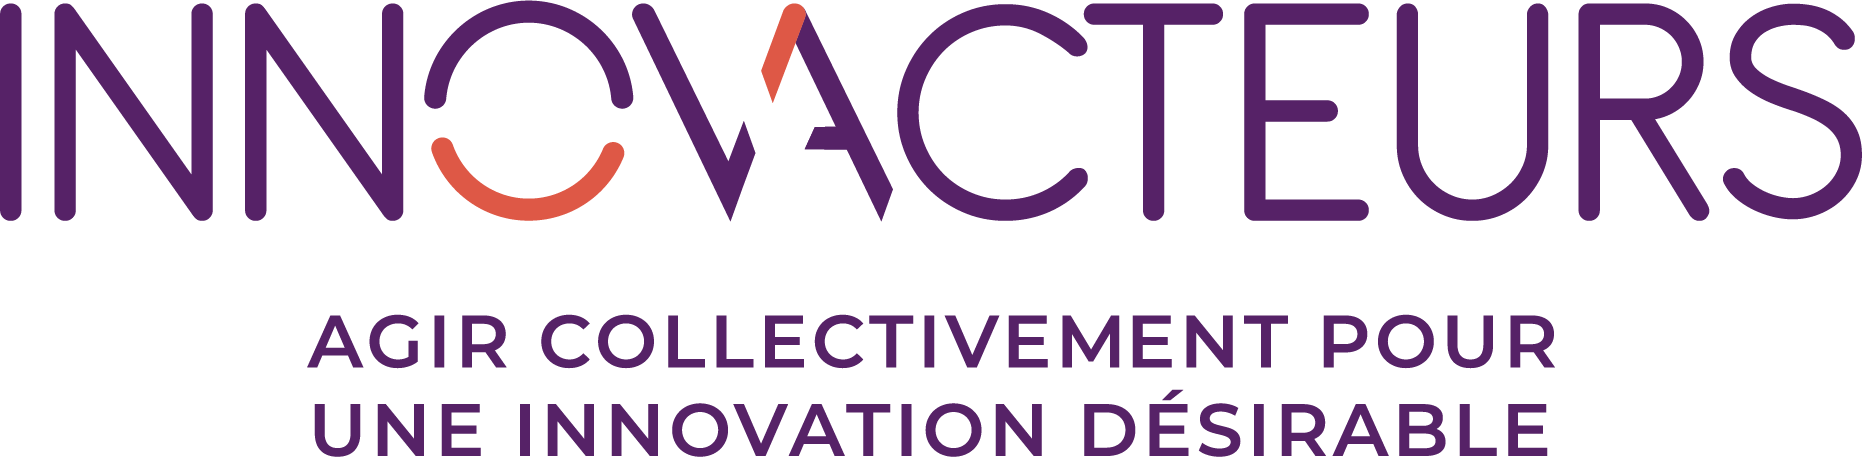 INNOVACTEURS
AGIR COLLECTIVEMENT POUR
UNE INNOVATION DÉSIRABLE